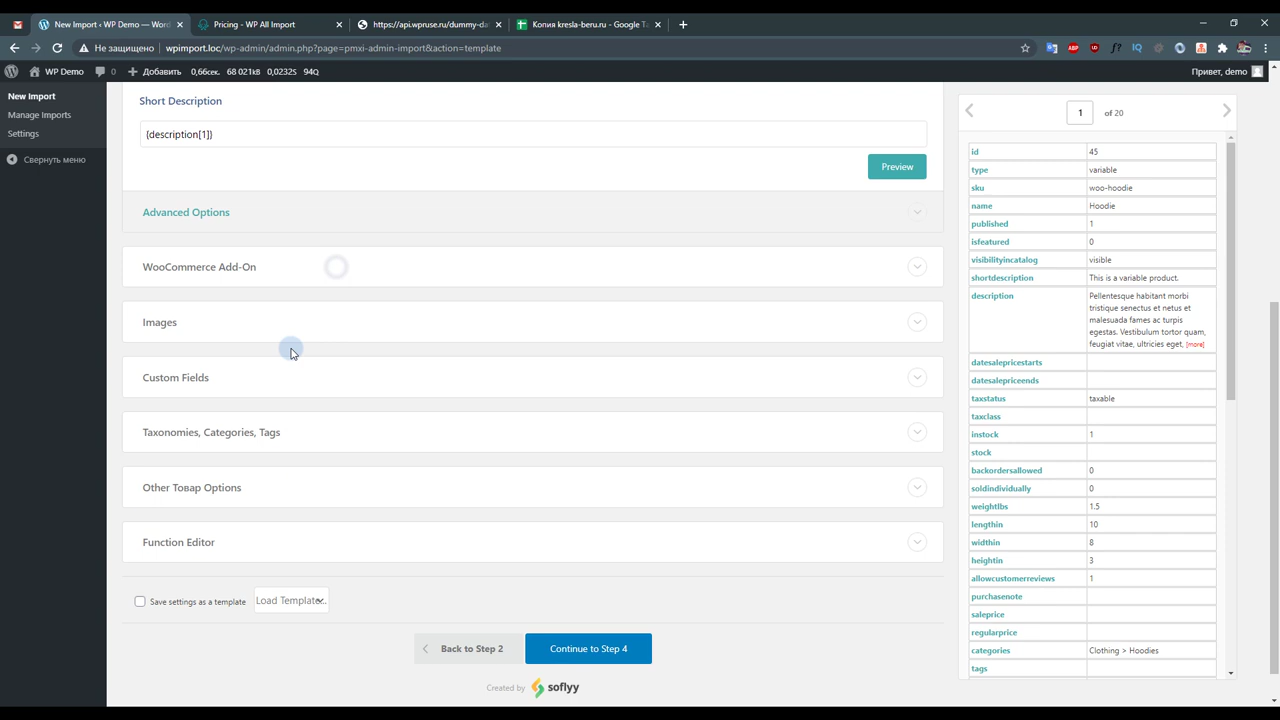 New Import ‹ WP Demo — Word
Pricing - WP All Import
https://api.wpruse.ru/dummy-da
Копия kresla-beru.ru - Google Та
Не защищено
wpimport.loc/wp-admin/admin.php?page=pmxi-admin-import&action=template
WP Demo
0
Добавить
0,66сек.
68 021кВ
0,0232s
94Q
Привет, demo
New Import
Manage Imports
Settings
Свернуть меню
Short Description
{description[1]}
Preview
Advanced Options
WooCommerce Add-On
Images
Custom Fields
Taxonomies, Categories, Tags
Other Товар Options
Function Editor
Save settings as a template
Load Template...
Back to Step 2
Continue to Step 4
Created by
soflyy
1
of 20
id 45
type variable
sku woo-hoodie
name Hoodie
published 1
isfeatured 0
visibilityincatalog visible
shortdescription This is a variable product.
description Pellentesque habitant morbi
tristique senectus et netus et
malesuada fames ac turpis
egestas. Vestibulum tortor quam,
feugiat vitae, ultricies eget, [more]
datesalepricestarts
datesalepriceends
taxstatus taxable
taxclass
instock 1
stock
backordersallowed 0
soldindividually 0
weightlbs 1.5
lengthin 10
widthin 8
heightin 3
allowcustomerreviews 1
purchasenote
saleprice
regularprice
categories Clothing > Hoodies
tags